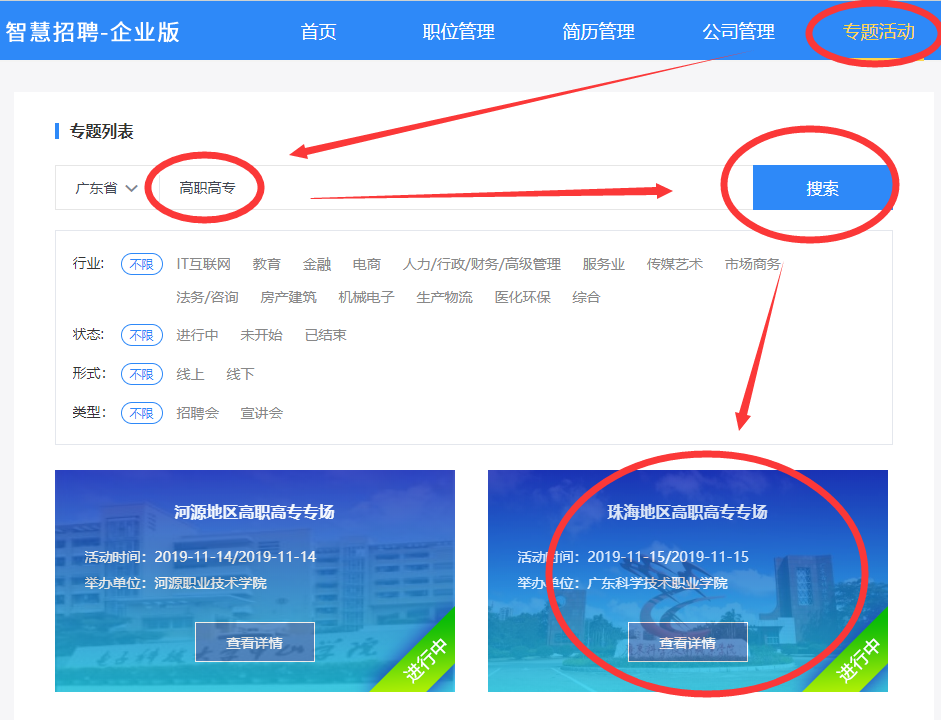 智慧招聘-企业版 首页 职位管理 简历管理 公司管理 专题活动
专题列表
广东省 高职高专 搜索
行业: 不限 IT互联网 教育 金融 电商 人力/行政/财务/高级管理 服务业 传媒艺术 市场商务
法务/咨询 房产建筑 机械电子 生产物流 医化环保 综合
状态: 不限 进行中 未开始 已结束
形式: 不限 线上 线下
类型: 不限 招聘会 宣讲会
河源地区高职高专专场
活动时间：2019-11-14/2019-11-14
举办单位：河源职业技术学院
查看详情
进行中
珠海地区高职高专专场
活动时间：2019-11-15/2019-11-15
举办单位：广东科学技术职业学院
查看详情
进行中